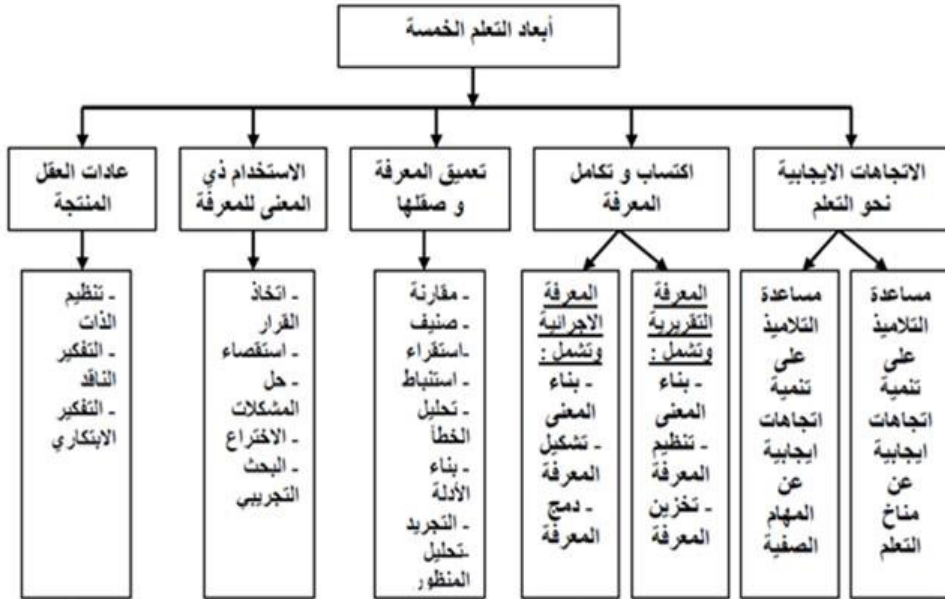 أبعاد التعلم الخمسة
الاتجاهات الايجابية
نحو التعلم
اكتساب و تكامل
المعرفة
تعميق المعرفة
و صقلها
الاستخدام ذي
المعنى للمعرفة
عادات العقل
المنتجة
مساعدة
التلاميذ
على
تنمية
اتجاهات
ايجابية
عن
مناخ
التعلم
مساعدة
التلاميذ
على
تنمية
اتجاهات
ايجابية
عن
المهام
الصفية
المعرفة
التقريرية
وتشمل :
- بناء
المعنى
- تنظيم
المعرفة
- تخزين
المعرفة
المعرفة
الاجرائية
وتشمل :
- بناء
المعنى
- تشكيل
المعرفة
- دمج
المعرفة
- مقارنة
- صنيف
-استقراء
- استنباط
- تحليل
الخطأ
- بناء
الأدلة
- التجريد
-تحليل
المنظور
- اتخاذ
القرار
- استقصاء
- حل
المشكلات
- الاختراع
- البحث
التجريبي
- تنظيم
الذات
- التفكير
الناقد
- التفكير
الابتكاري